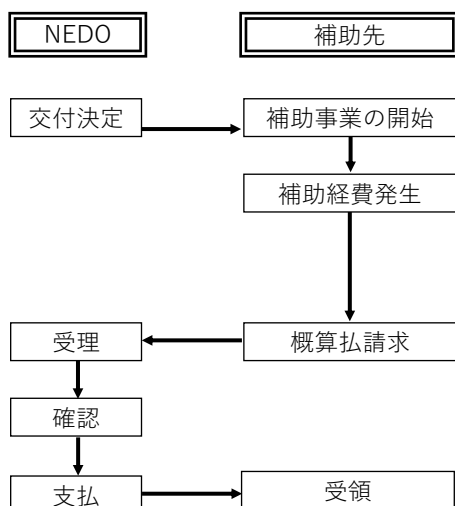 NEDO
補助先
交付決定
補助事業の開始
補助経費発生
受理
概算払請求
確認
支払
受領